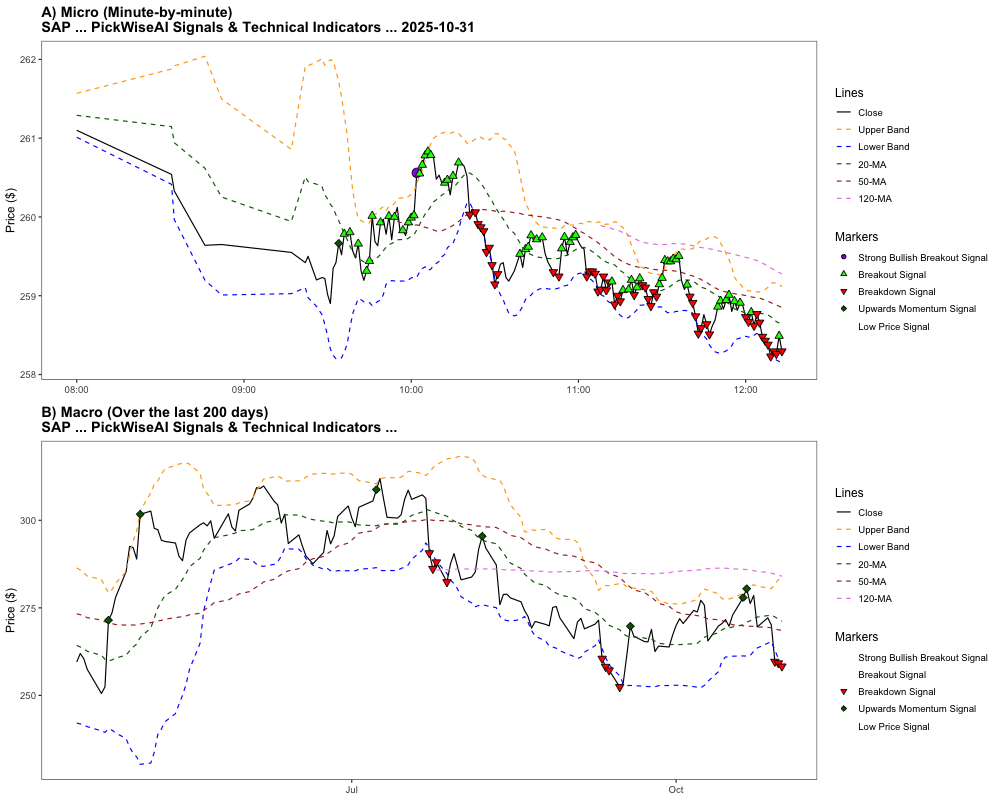 A) Micro (Minute-by-minute)
SAP ... PickWiseAI Signals & Technical Indicators ... 2025-10-31
Price ($)
262
261
260
259
258
08:00
09:00
10:00
11:00
12:00
Lines
Close
Upper Band
Lower Band
20-MA
50-MA
120-MA
Markers
Strong Bullish Breakout Signal
Breakout Signal
Breakdown Signal
Upwards Momentum Signal
Low Price Signal
B) Macro (Over the last 200 days)
SAP ... PickWiseAI Signals & Technical Indicators ...
Price ($)
300
275
250
Jul
Oct
Lines
Close
Upper Band
Lower Band
20-MA
50-MA
120-MA
Markers
Strong Bullish Breakout Signal
Breakout Signal
Breakdown Signal
Upwards Momentum Signal
Low Price Signal